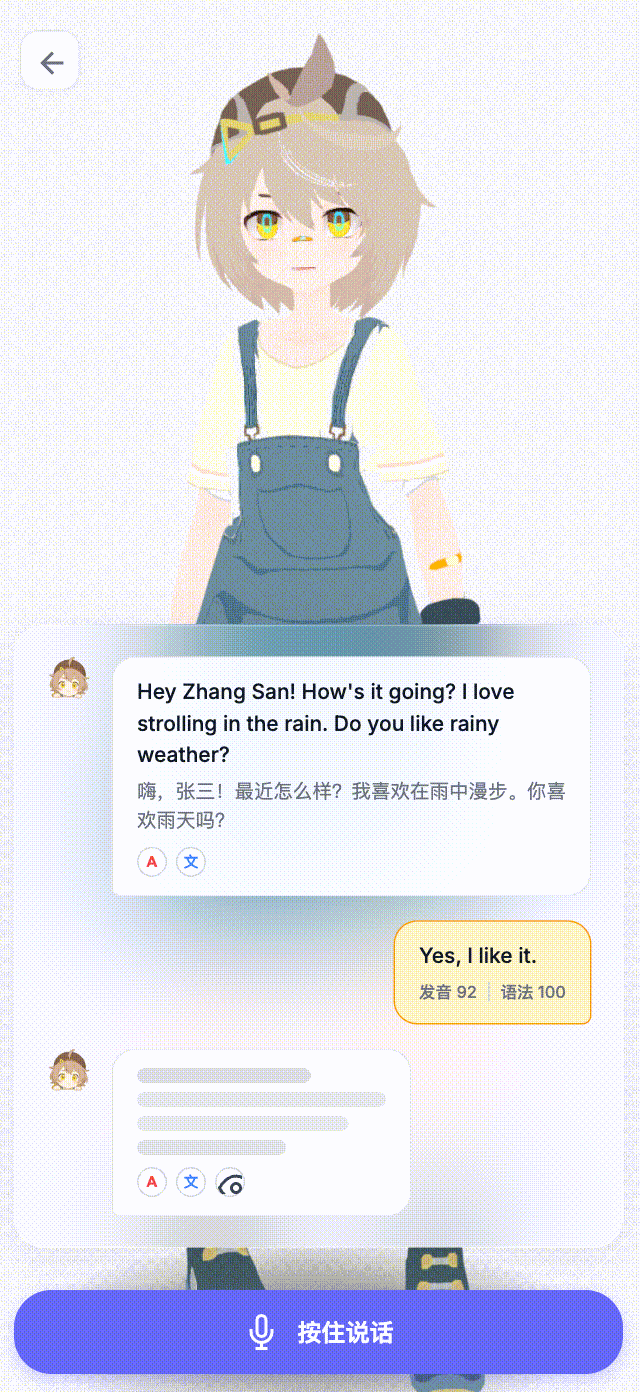 Hey Zhang San! How's it going? I love
strolling in the rain. Do you like rainy
weather?
嗨，张三！最近怎么样？我喜欢在雨中漫步。你喜
欢雨天吗？
A 文
Yes, I like it.
发音 92 语法 100
A 文
按住说话